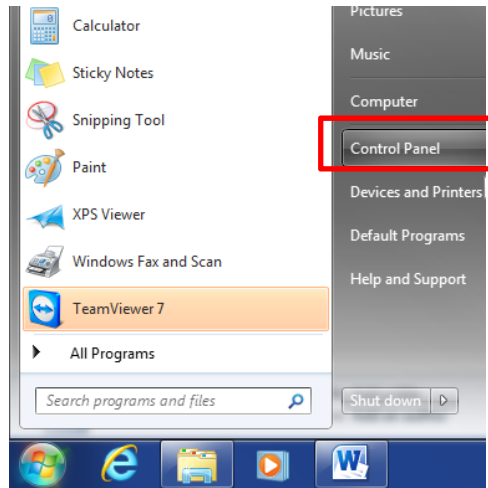 Calculator
Sticky Notes
Snipping Tool
Paint
XPS Viewer
Windows Fax and Scan
TeamViewer 7
All Programs
Search programs and files
Pictures
Music
Computer
Control Panel
Devices and Printers
Default Programs
Help and Support
Shut down
W